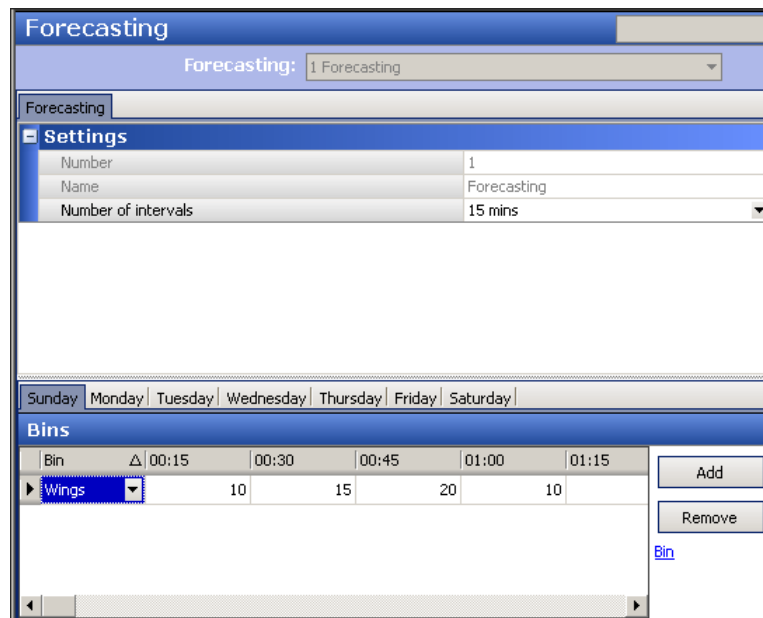 Forecasting
Forecasting: 1 Forecasting
Forecasting
Settings
Number 1
Name Forecasting
Number of intervals 15 mins
Sunday Monday Tuesday Wednesday Thursday Friday Saturday
Bins
Bin 00:15 00:30 00:45 01:00 01:15
Add
Wings 10 15 20 10
Remove
Bin